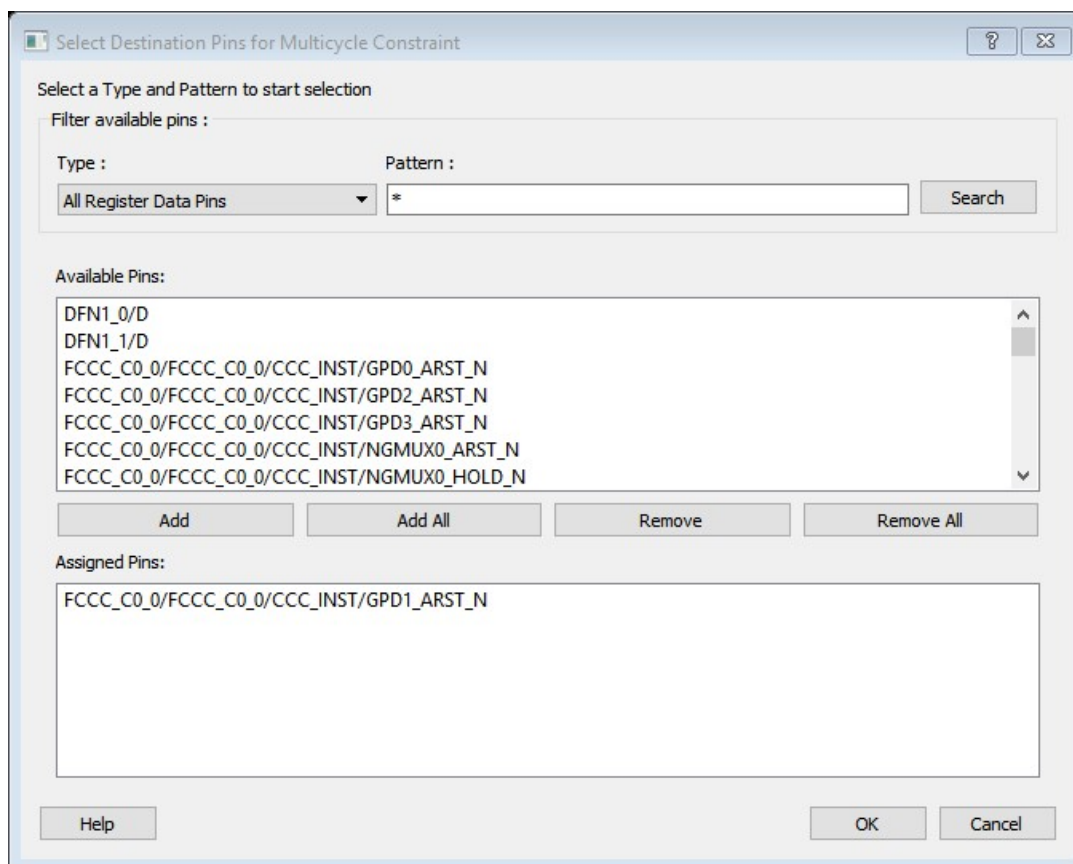 Select Destination Pins for Multicycle Constraint
Select a Type and Pattern to start selection
Filter available pins :
Type : Pattern :
All Register Data Pins * Search
Available Pins:
DFN1_0/D
DFN1_1/D
FCCC_C0_0/FCCC_C0_0/CCC_INST/GPD0_ARST_N
FCCC_C0_0/FCCC_C0_0/CCC_INST/GPD2_ARST_N
FCCC_C0_0/FCCC_C0_0/CCC_INST/GPD3_ARST_N
FCCC_C0_0/FCCC_C0_0/CCC_INST/NGMUX0_ARST_N
FCCC_C0_0/FCCC_C0_0/CCC_INST/NGMUX0_HOLD_N
Add Add All Remove Remove All
Assigned Pins:
FCCC_C0_0/FCCC_C0_0/CCC_INST/GPD1_ARST_N
Help OK Cancel